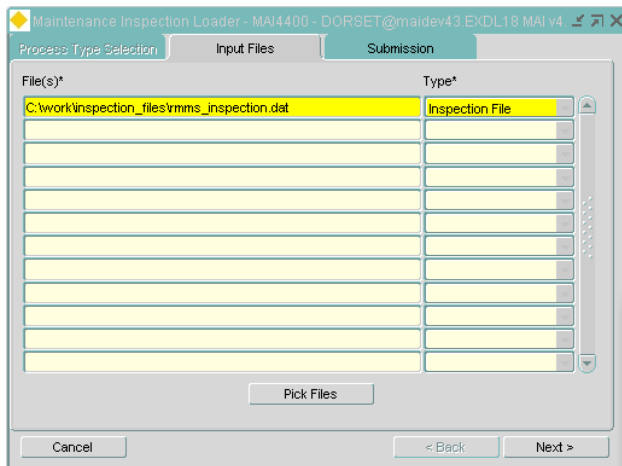 Maintenance Inspection Loader - MAI4400 - DORSET@maidev43.EXDL18 MAI v4.
Process Type Selection Input Files Submission
File(s)* Type*
C:\work\inspection_files\rmms_inspection.dat Inspection File
Pick Files
Cancel < Back Next >